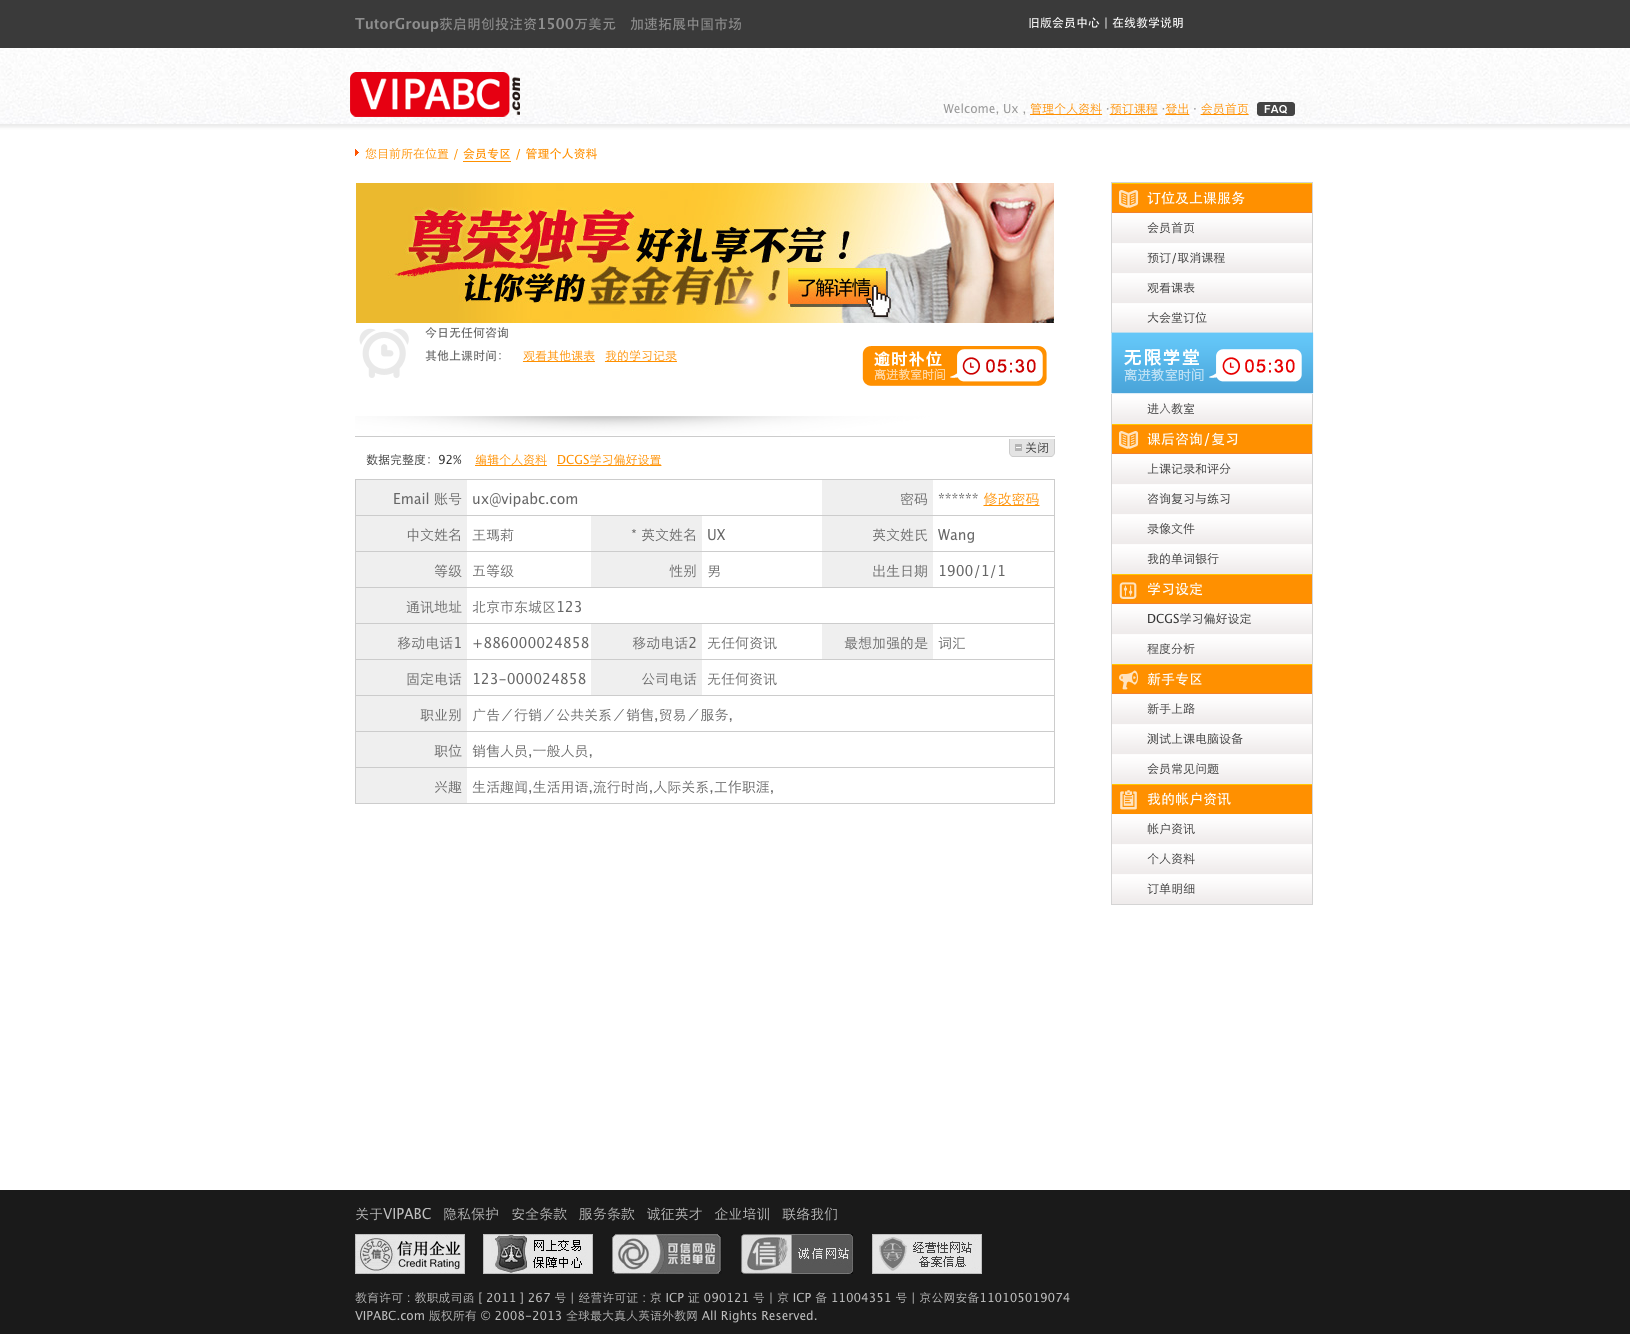 TutorGroup获启明创投注资1500万美元 加速拓展中国市场
旧版会员中心 | 在线教学说明
VIPABC.com
Welcome, Ux , 管理个人资料 ·预订课程 ·登出 · 会员首页 FAQ
您目前所在位置 / 会员专区 / 管理个人资料
尊荣独享 好礼享不完！
让你学的 金金有位！ 了解详情
今日无任何咨询
其他上课时间： 观看其他课表 我的学习记录
逾时补位
离进教室时间
05:30
关闭
数据完整度：92% 编辑个人资料 DCGS学习偏好设置
Email 账号 ux@vipabc.com 密码 ****** 修改密码
中文姓名 王瑪莉 * 英文姓名 UX 英文姓氏 Wang
等级 五等级 性别 男 出生日期 1900/1/1
通讯地址 北京市东城区123
移动电话1 +886000024858 移动电话2 无任何资讯 最想加强的是 词汇
固定电话 123-000024858 公司电话 无任何资讯
职业别 广告／行销／公共关系／销售,贸易／服务,
职位 销售人员,一般人员,
兴趣 生活趣闻,生活用语,流行时尚,人际关系,工作职涯,
订位及上课服务
会员首页
预订/取消课程
观看课表
大会堂订位
无限学堂
离进教室时间
05:30
进入教室
课后咨询/复习
上课记录和评分
咨询复习与练习
录像文件
我的单词银行
学习设定
DCGS学习偏好设定
程度分析
新手专区
新手上路
测试上课电脑设备
会员常见问题
我的帐户资讯
帐户资讯
个人资料
订单明细
关于VIPABC 隐私保护 安全条款 服务条款 诚征英才 企业培训 联络我们
信 信用企业
Credit Rating
网上交易
保障中心
可信网站
示范单位
信 诚信网站
经营性网站
备案信息
教育许可 : 教职成司函 [ 2011 ] 267 号 | 经营许可证 : 京 ICP 证 090121 号 | 京 ICP 备 11004351 号 | 京公网安备110105019074
VIPABC.com 版权所有 © 2008-2013 全球最大真人英语外教网 All Rights Reserved.